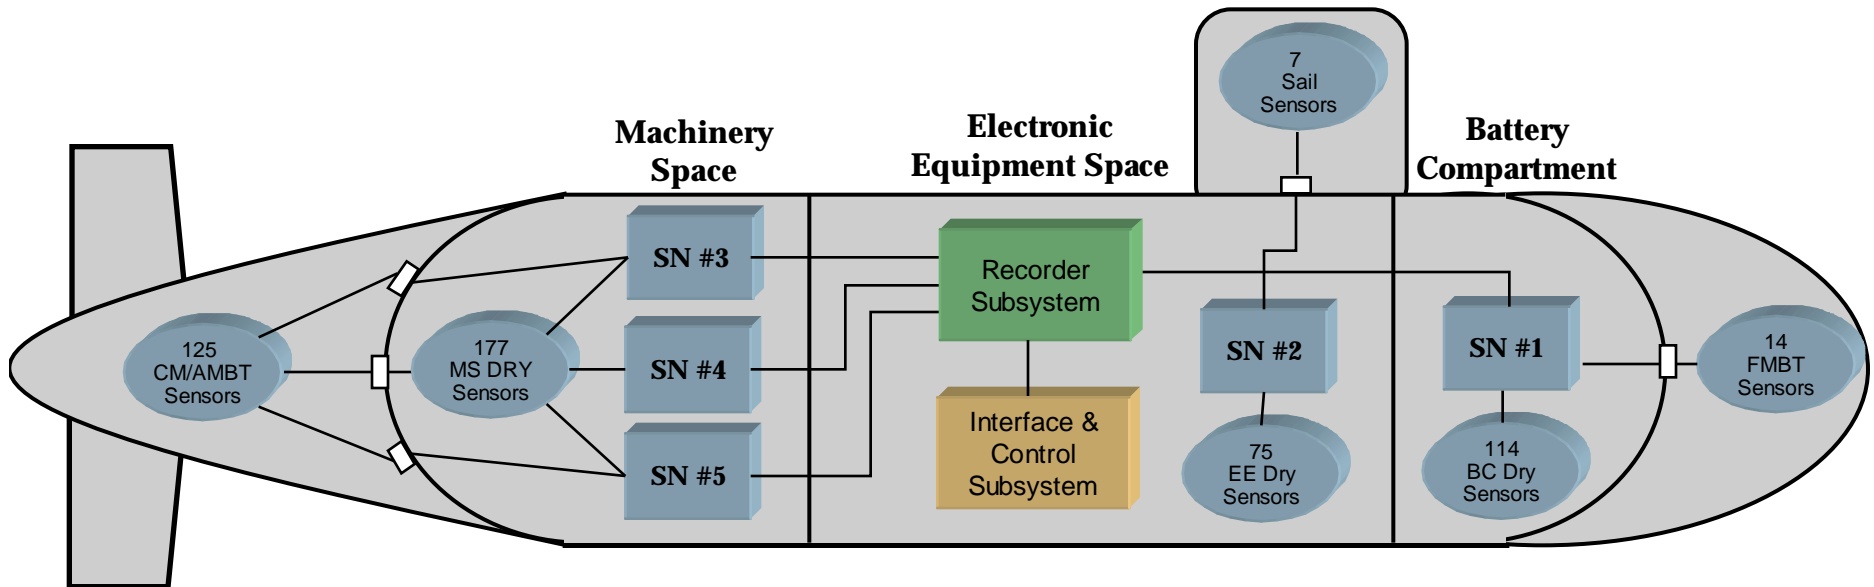 7
Sail
Sensors
Machinery
Space
Electronic
Equipment Space
Battery
Compartment
SN #3
Recorder
Subsystem
125
CM/AMBT
Sensors
177
MS DRY
Sensors
SN #4
SN #2
SN #1
14
FMBT
Sensors
SN #5
Interface &
Control
Subsystem
75
EE Dry
Sensors
114
BC Dry
Sensors